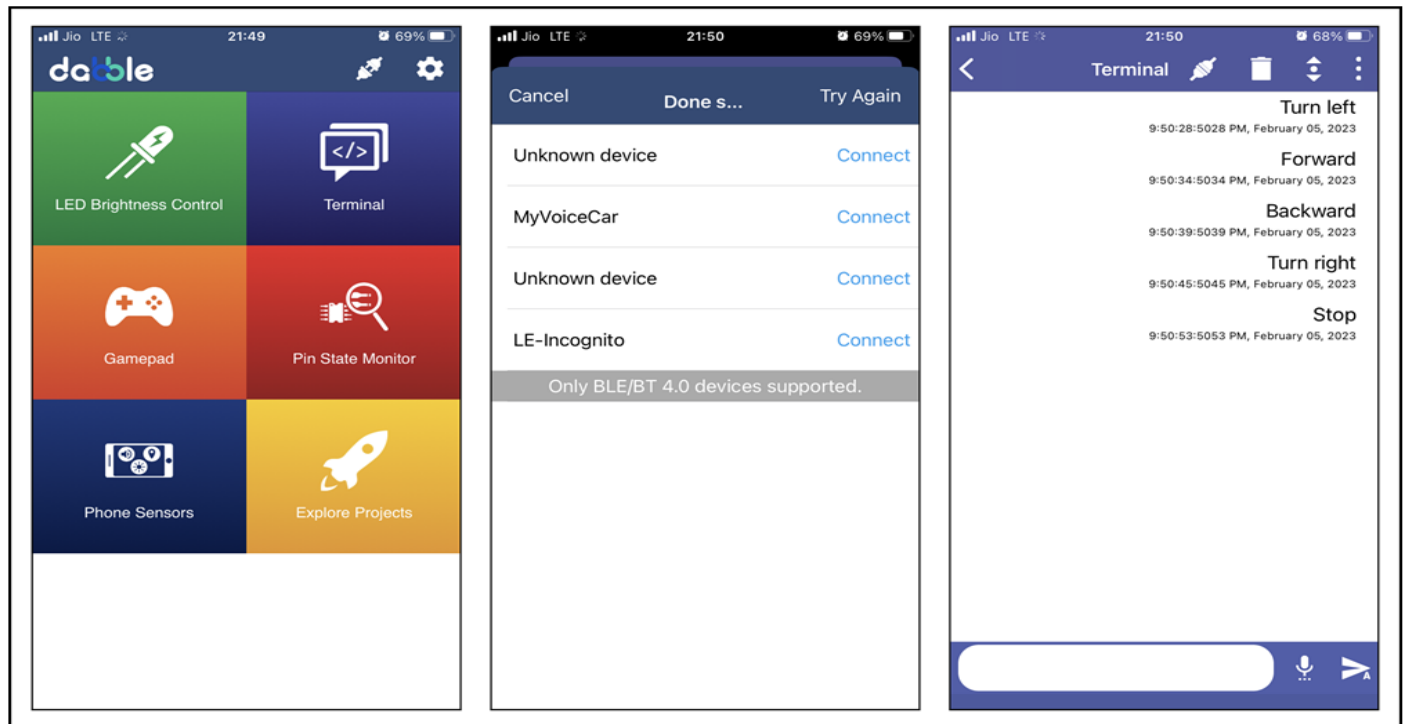 Jio LTE 21:49 69%
dabble
LED Brightness Control
</>
Terminal
Gamepad
Pin State Monitor
Phone Sensors
Explore Projects
Jio LTE 21:50 69%
Cancel Done s... Try Again
Unknown device Connect
MyVoiceCar Connect
Unknown device Connect
LE-Incognito Connect
Only BLE/BT 4.0 devices supported.
Jio LTE 21:50 68%
Terminal
Turn left
9:50:28:5028 PM, February 05, 2023
Forward
9:50:34:5034 PM, February 05, 2023
Backward
9:50:39:5039 PM, February 05, 2023
Turn right
9:50:45:5045 PM, February 05, 2023
Stop
9:50:53:5053 PM, February 05, 2023
A